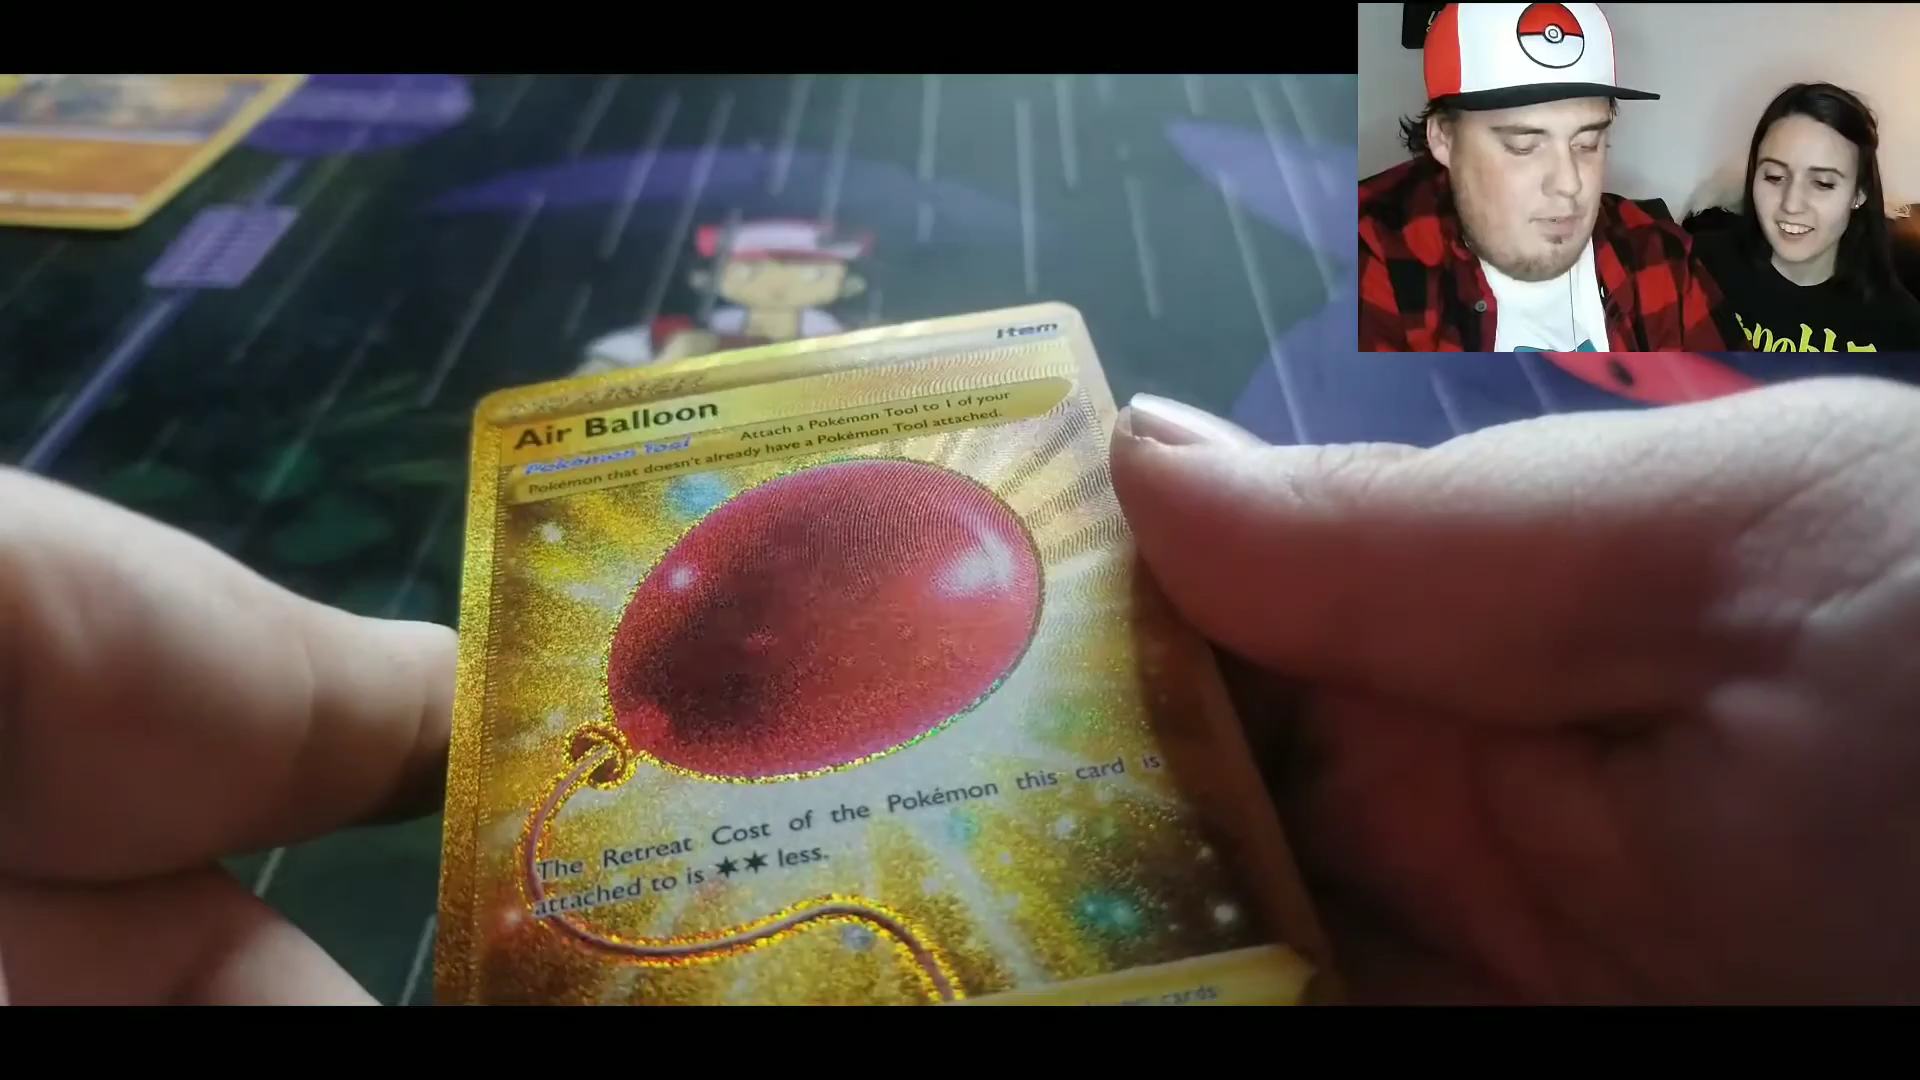 Item
Air Balloon
Pokémon Tool
Attach a Pokémon Tool to 1 of your
Pokémon that doesn't already have a Pokémon Tool attached.
The Retreat Cost of the Pokémon this card is
attached to is ✶✶ less.
cards